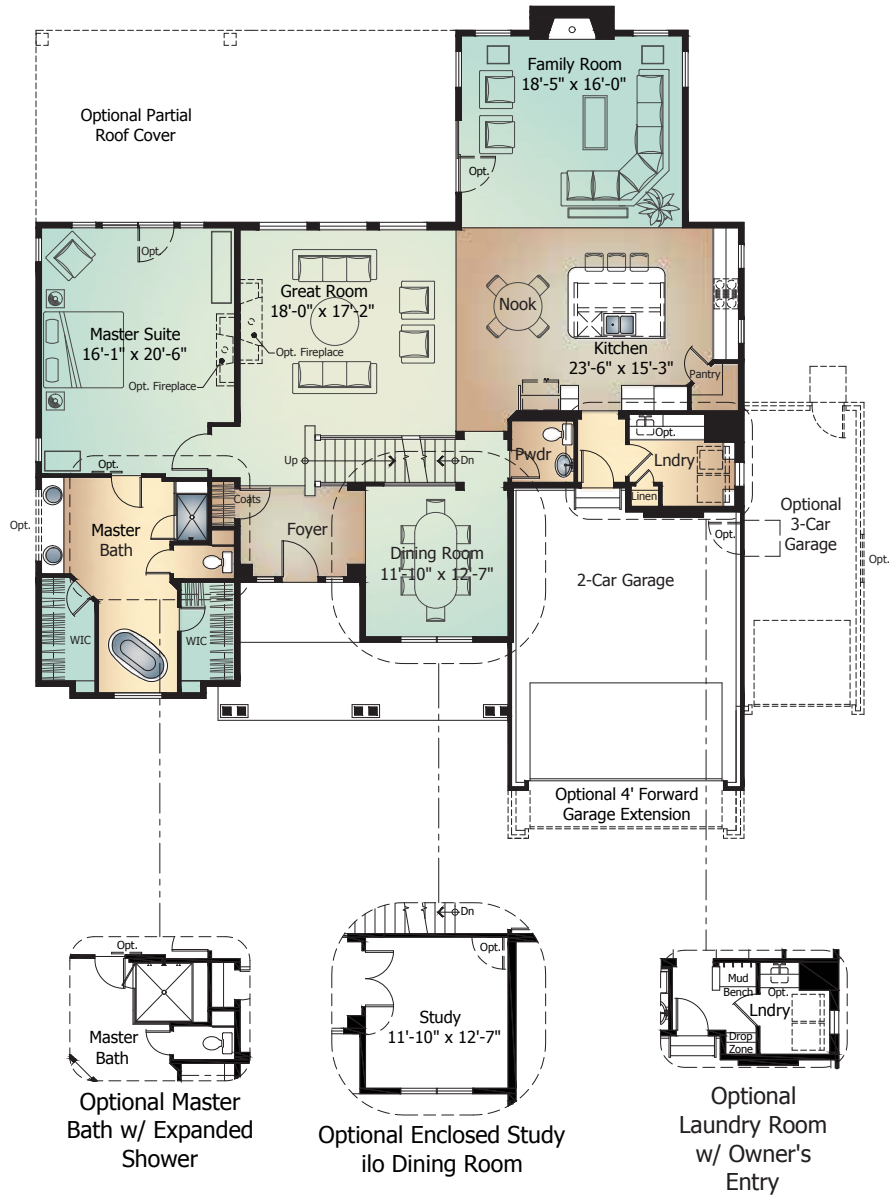 Family Room
18'-5" x 16'-0"
Optional Partial
Roof Cover
Opt.
Opt.
Great Room
18'-0" x 17'-2"
Nook
Master Suite
16'-1" x 20'-6"
Opt. Fireplace
Opt. Fireplace
Kitchen
23'-6" x 15'-3"
Pantry
Opt.
Up
Dn
Pwdr
Lndry
Opt.
Coats
Linen
Optional
3-Car
Garage
Opt.
Master
Bath
Foyer
Dining Room
11'-10" x 12'-7"
Opt.
Opt.
2-Car Garage
WIC
WIC
Optional 4' Forward
Garage Extension
Opt.
Master
Bath
Optional Master
Bath w/ Expanded
Shower
Dn
Opt.
Study
11'-10" x 12'-7"
Optional Enclosed Study
ilo Dining Room
Mud
Bench
Opt.
Lndry
Drop
Zone
Optional
Laundry Room
w/ Owner's
Entry